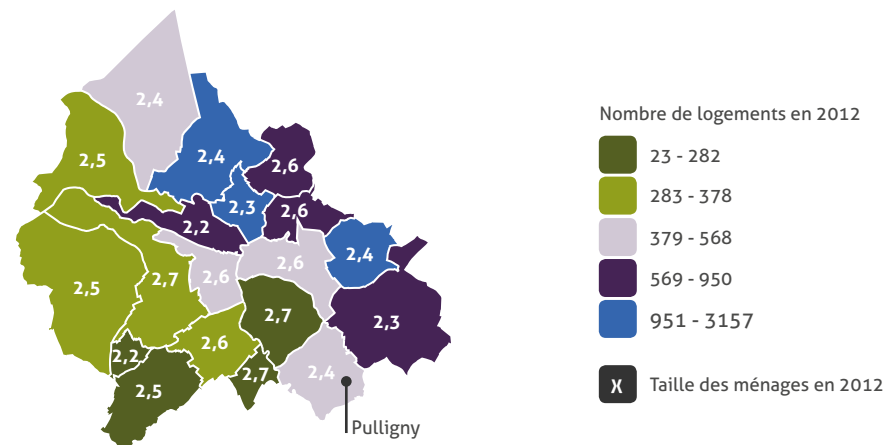 2,4
2,5
2,4
2,6
2,3
2,6
2,2
2,4
2,6
2,6
2,7
2,5
2,7
2,3
2,6
2,2
2,7
2,4
2,5
Pulligny
Nombre de logements en 2012
23 - 282
283 - 378
379 - 568
569 - 950
951 - 3157
X Taille des ménages en 2012